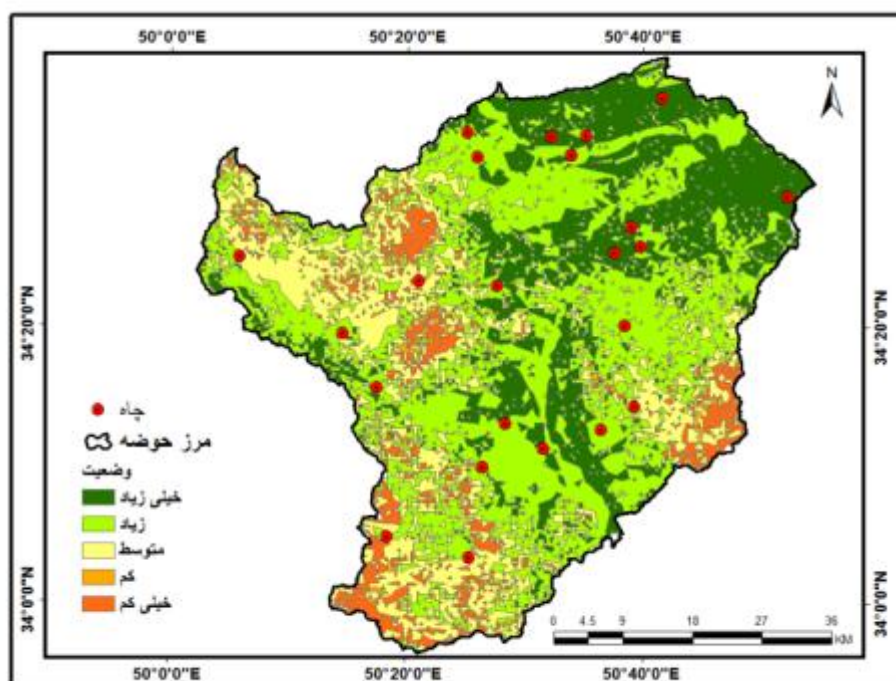 50°0'0"E 50°20'0"E 50°40'0"E
N
34°20'0"N 34°20'0"N
چاه
مرز حوضه
وضعیت
خیلی زیاد
زیاد
متوسط
کم
خیلی کم
34°0'0"N 34°0'0"N
0 4.5 9 18 27 36
KM
50°0'0"E 50°20'0"E 50°40'0"E